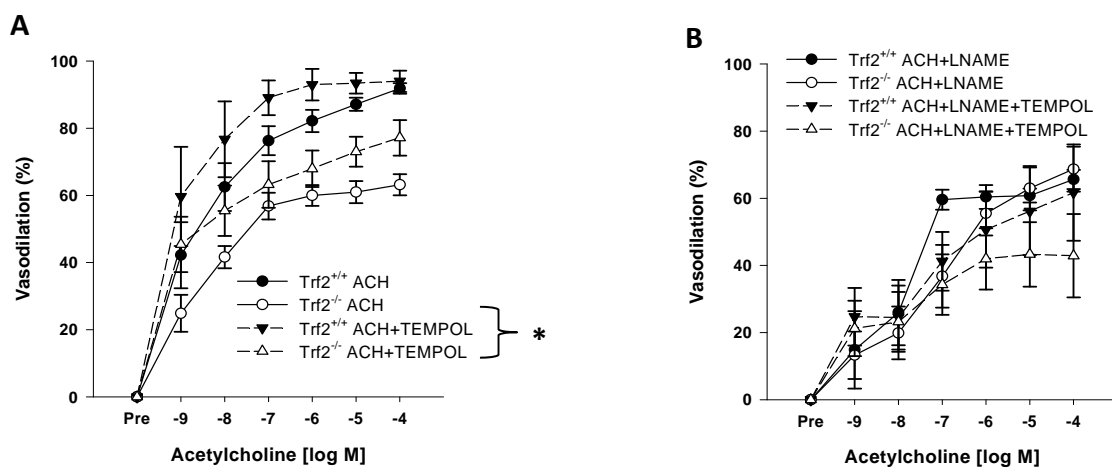 A
100
80
60
40
20
0
Vasodilation (%)
Trf2+/+ ACH
Trf2-/- ACH
Trf2+/+ ACH+TEMPOL
Trf2-/- ACH+TEMPOL
*
Pre -9 -8 -7 -6 -5 -4
Acetylcholine [log M]
B
Trf2+/+ ACH+LNAME
Trf2-/- ACH+LNAME
Trf2+/+ ACH+LNAME+TEMPOL
Trf2-/- ACH+LNAME+TEMPOL
100
80
60
40
20
0
Vasodilation (%)
Pre -9 -8 -7 -6 -5 -4
Acetylcholine [log M]